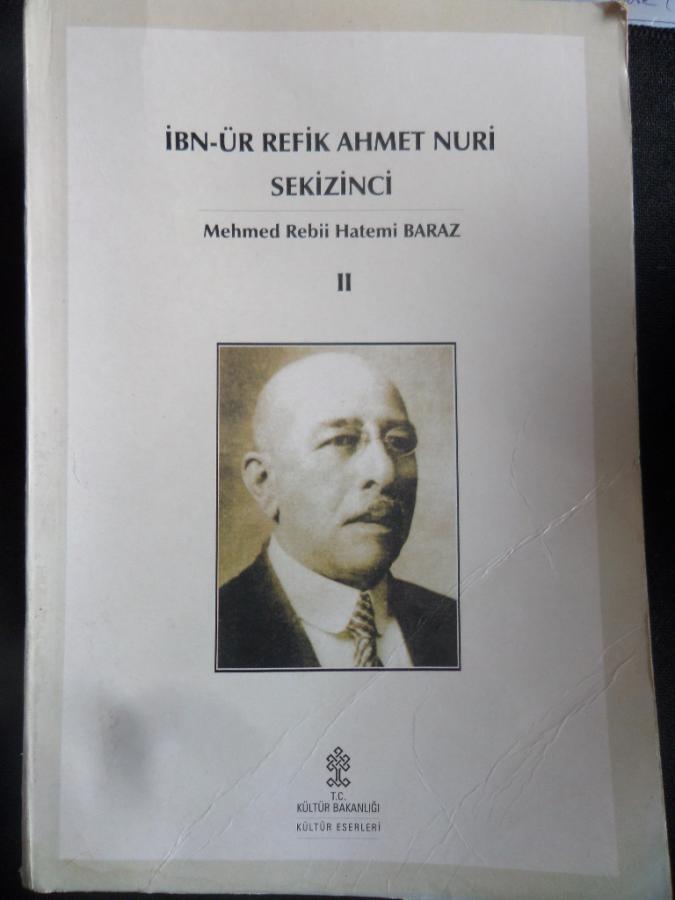 İBN-ÜR REFİK AHMET NURİ
SEKİZİNCİ
Mehmed Rebii Hatemi BARAZ
II
T.C.
KÜLTÜR BAKANLIĞI
KÜLTÜR ESERLERİ